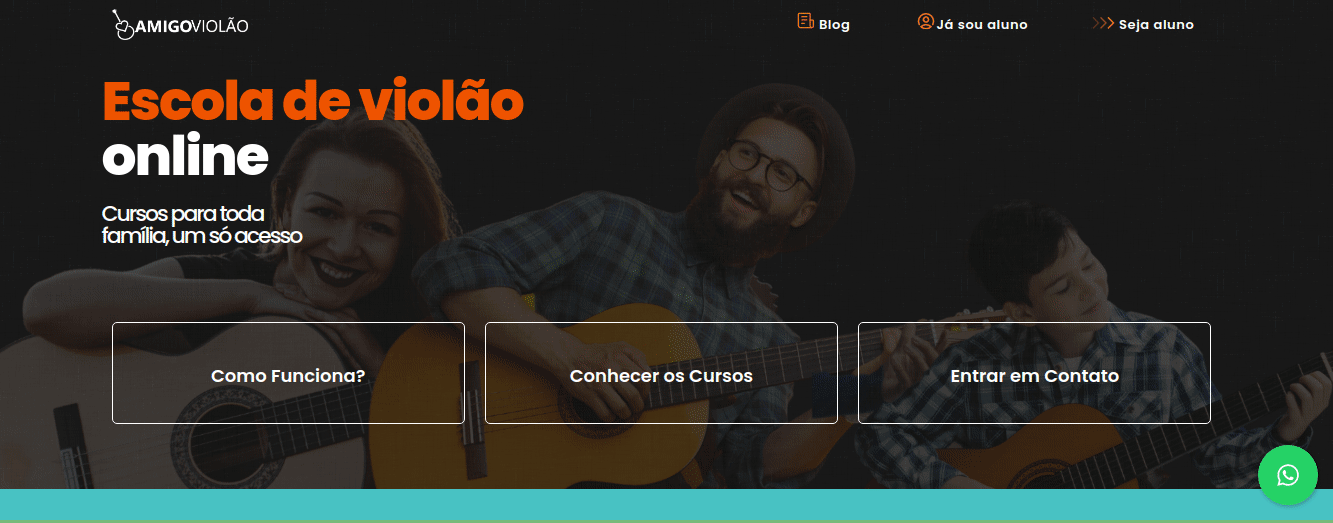 AMIGOVIOLÃO
Blog
Já sou aluno
Seja aluno
Escola de violão
online
Cursos para toda
família, um só acesso
Como Funciona?
Conhecer os Cursos
Entrar em Contato